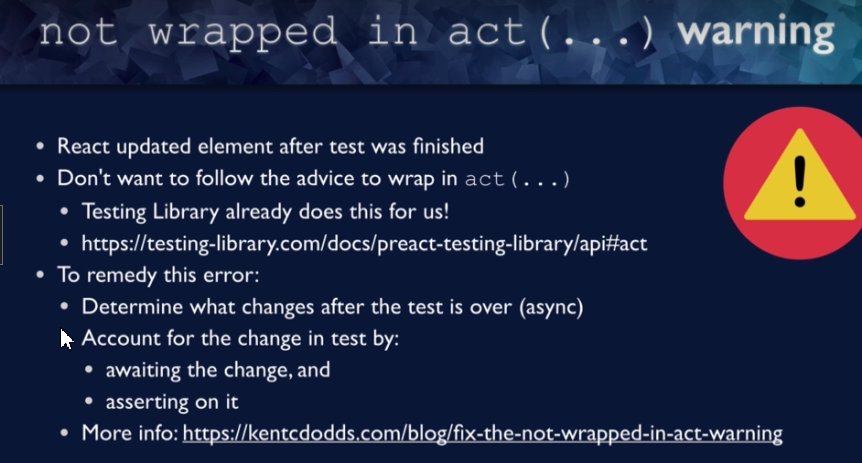 not wrapped in act(...) warning
• React updated element after test was finished
• Don't want to follow the advice to wrap in act(...)
• Testing Library already does this for us!
• https://testing-library.com/docs/preact-testing-library/api#act
• To remedy this error:
• Determine what changes after the test is over (async)
Account for the change in test by:
• awaiting the change, and
• asserting on it
• More info: https://kentcdodds.com/blog/fix-the-not-wrapped-in-act-warning